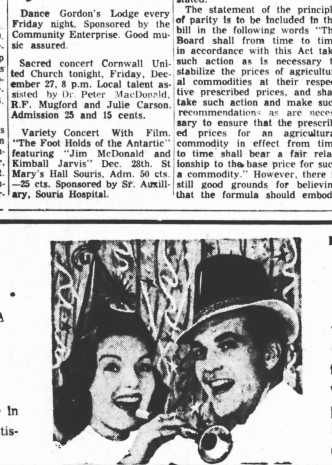 Dance Gordon's Lodge every
Friday night. Sponsored by the
Community Enterprise. Good mu-
sic assured.
Sacred concert Cornwall Uni-
ted Church tonight, Friday, Dec-
ember 27, 8 p.m. Local talent as-
sisted by Dr. Peter MacDonald,
R.F. Mugford and Julie Carson.
Admission 25 and 15 cents.
Variety Concert With Film.
"The Foot Holds of the Antartic"
featuring "Jim McDonald and
Kimball Jarvis" Dec. 28th. St
Mary's Hall Souris, Adm. 50 cts.
—25 cts. Sponsored by Sr. Auxill-
ary, Souris Hospital.
The statement of the principl
of parity is to be included in th
bill in the following words "Th
Board shall from time to tim
in accordance with this Act tak
such action as is necessary t
stabilize the prices of agricultur
al commodities at their respec
tive prescribed prices, and sha
take such action and make suc
recommendations as are neces
sary to ensure that the prescrib
ed prices for an agricultura
commodity in effect from tim
to time shall bear a fair rela
tionship to the base price for suc
a commodity." However, there
still good grounds for believin
that the formula should embod
A
e in
tis-